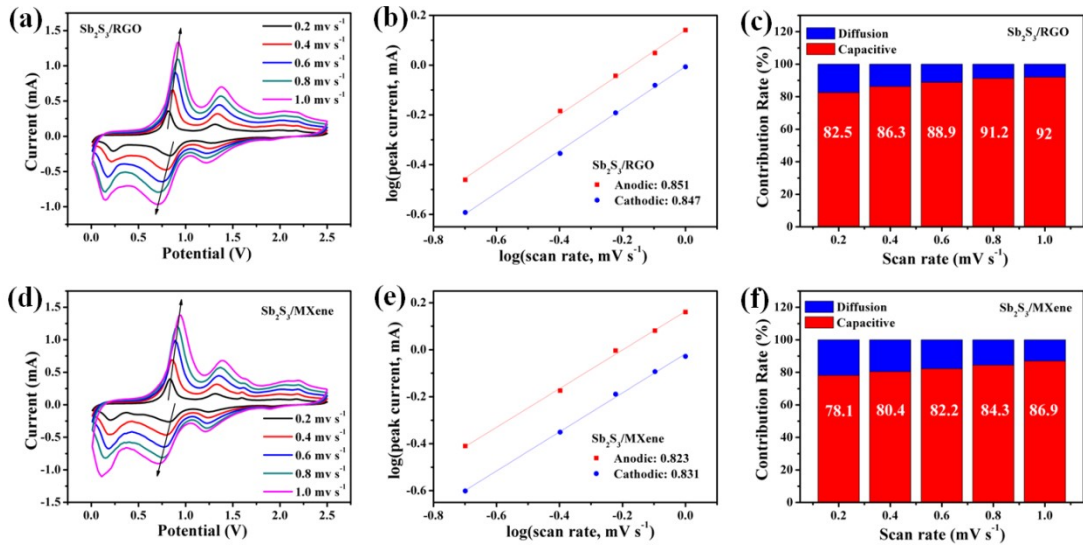 (a)
Sb₂S₃/RGO
0.2 mv s⁻¹
0.4 mv s⁻¹
0.6 mv s⁻¹
0.8 mv s⁻¹
1.0 mv s⁻¹
1.5
1.0
0.5
0.0
-0.5
-1.0
Current (mA)
0.0 0.5 1.0 1.5 2.0 2.5
Potential (V)
(b)
0.2
0.0
-0.2
-0.4
-0.6
log(peak current, mA)
Sb₂S₃/RGO
Anodic: 0.851
Cathodic: 0.847
-0.8 -0.6 -0.4 -0.2 0.0
log(scan rate, mV s⁻¹)
(c)
Diffusion
Capacitive
Sb₂S₃/RGO
120
100
80
60
40
20
0
Contribution Rate (%)
82.5 86.3 88.9 91.2 92
0.2 0.4 0.6 0.8 1.0
Scan rate (mV s⁻¹)
(d)
Sb₂S₃/MXene
1.5
1.0
0.5
0.0
-0.5
-1.0
-1.5
Current (mA)
0.2 mv s⁻¹
0.4 mv s⁻¹
0.6 mv s⁻¹
0.8 mv s⁻¹
1.0 mv s⁻¹
0.0 0.5 1.0 1.5 2.0 2.5
Potential (V)
(e)
0.2
0.0
-0.2
-0.4
-0.6
log(peak current, mA)
Sb₂S₃/MXene
Anodic: 0.823
Cathodic: 0.831
-0.8 -0.6 -0.4 -0.2 0.0
log(scan rate, mV s⁻¹)
(f)
Diffusion
Capacitive
Sb₂S₃/MXene
120
100
80
60
40
20
0
Contribution Rate (%)
78.1 80.4 82.2 84.3 86.9
0.2 0.4 0.6 0.8 1.0
Scan rate (mV s⁻¹)